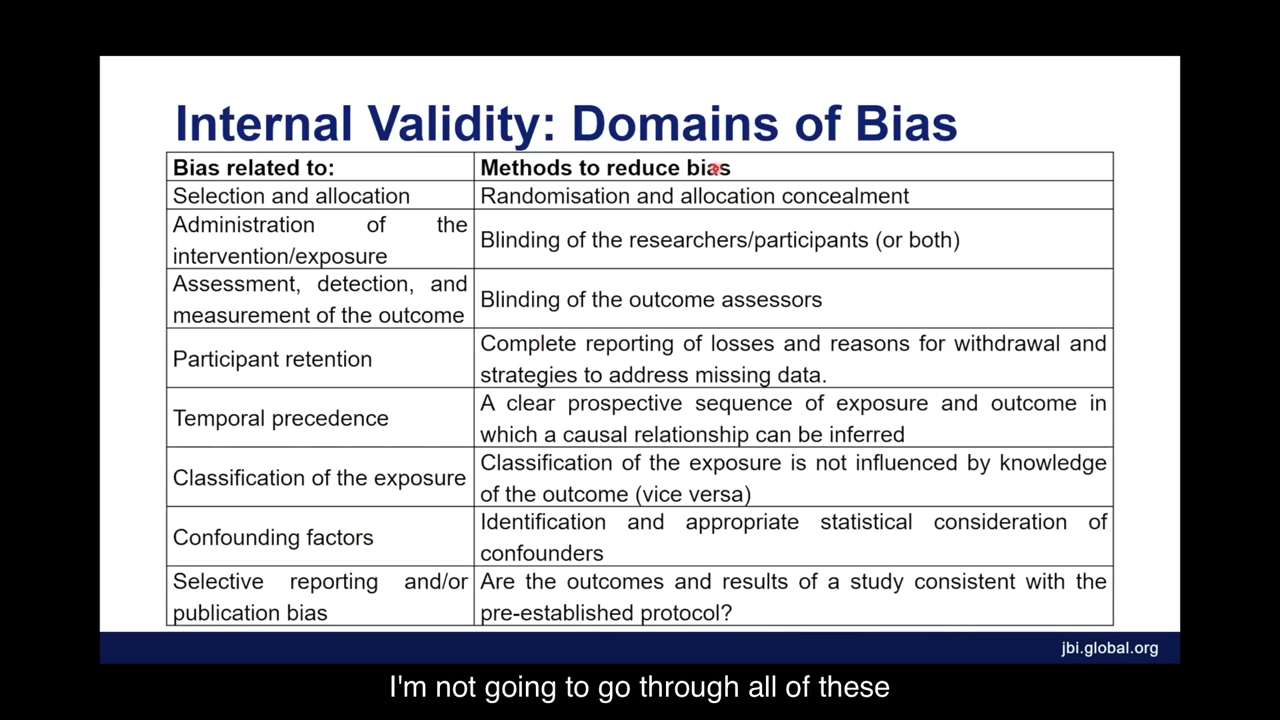 Internal Validity: Domains of Bias
Bias related to:
Methods to reduce bias
Selection and allocation
Randomisation and allocation concealment
Administration of the
intervention/exposure
Blinding of the researchers/participants (or both)
Assessment, detection, and
measurement of the outcome
Blinding of the outcome assessors
Participant retention
Complete reporting of losses and reasons for withdrawal and
strategies to address missing data.
Temporal precedence
A clear prospective sequence of exposure and outcome in
which a causal relationship can be inferred
Classification of the exposure
Classification of the exposure is not influenced by knowledge
of the outcome (vice versa)
Confounding factors
Identification and appropriate statistical consideration of
confounders
Selective reporting and/or
publication bias
Are the outcomes and results of a study consistent with the
pre-established protocol?
jbi.global.org
I'm not going to go through all of these